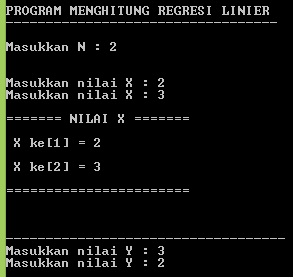 PROGRAM MENGHITUNG REGRESI LINIER
----------------------------------
Masukkan N : 2
Masukkan nilai X : 2
Masukkan nilai X : 3
======= NILAI X =======
X ke[1] = 2
X ke[2] = 3
=======================
-----------------------------------
Masukkan nilai Y : 3
Masukkan nilai Y : 2